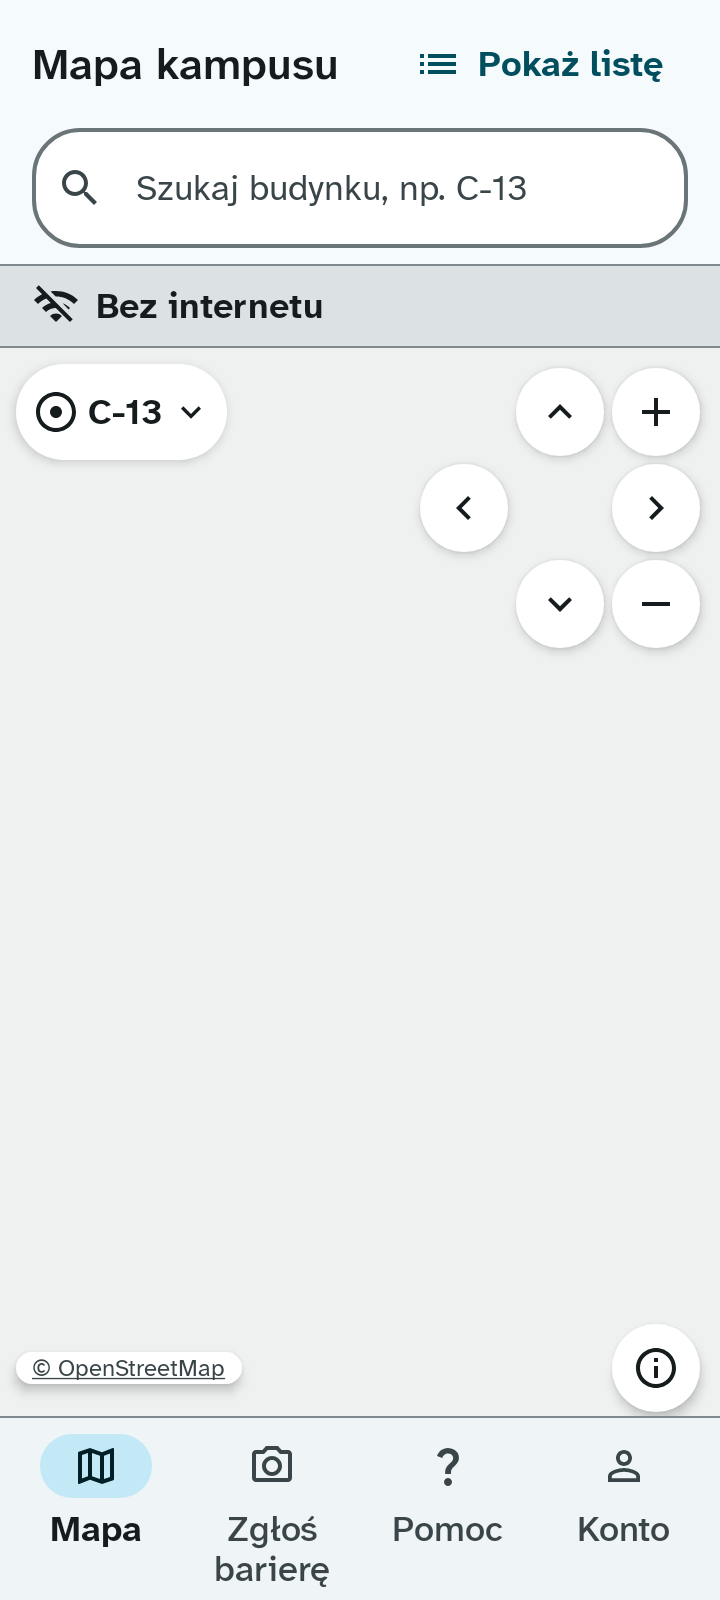 Mapa kampusu
Pokaż listę
Szukaj budynku, np. C-13
Bez internetu
C-13
© OpenStreetMap
Mapa
Zgłoś
barierę
Pomoc
Konto